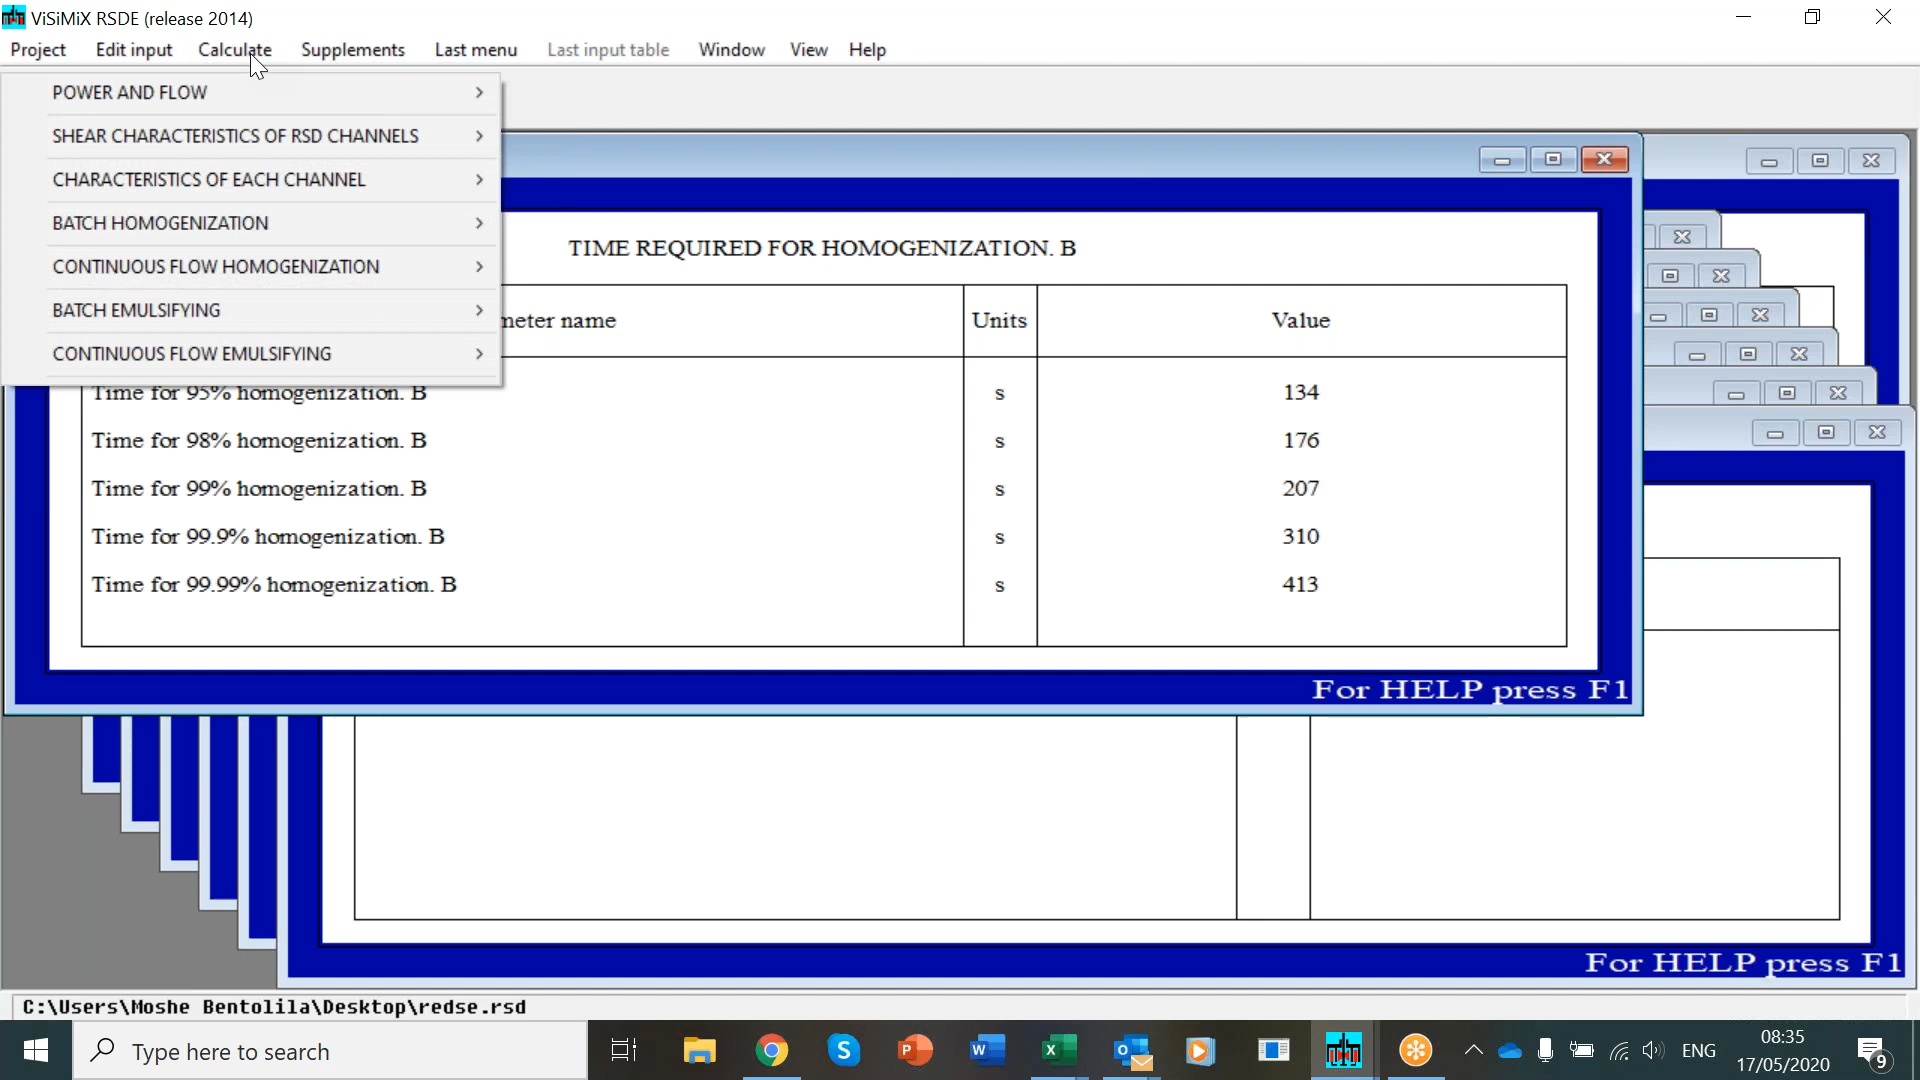 ViSiMiX RSDE (release 2014)
Project Edit input Calculate Supplements Last menu Last input table Window View Help
POWER AND FLOW
SHEAR CHARACTERISTICS OF RSD CHANNELS
CHARACTERISTICS OF EACH CHANNEL
BATCH HOMOGENIZATION
CONTINUOUS FLOW HOMOGENIZATION
BATCH EMULSIFYING
CONTINUOUS FLOW EMULSIFYING
TIME REQUIRED FOR HOMOGENIZATION. B
meter name Units Value
Time for 95% homogenization. B s 134
Time for 98% homogenization. B s 176
Time for 99% homogenization. B s 207
Time for 99.9% homogenization. B s 310
Time for 99.99% homogenization. B s 413
For HELP press F1
For HELP press F1
C:\Users\Moshe Bentolila\Desktop\redse.rsd
Type here to search
ENG
08:35
17/05/2020
9